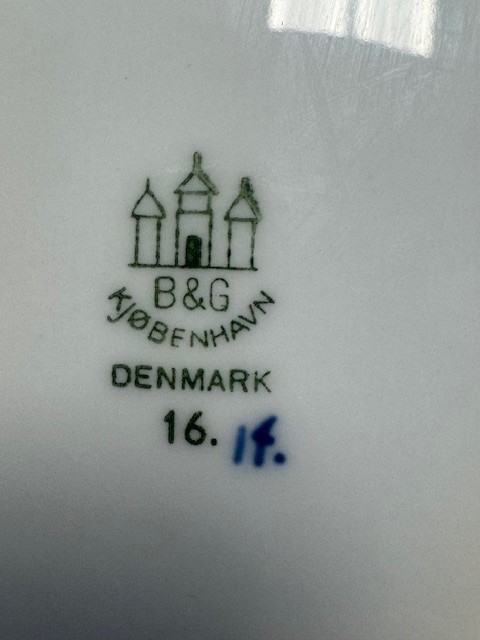 B&G
KJØBENHAVN
DENMARK
16. 14.